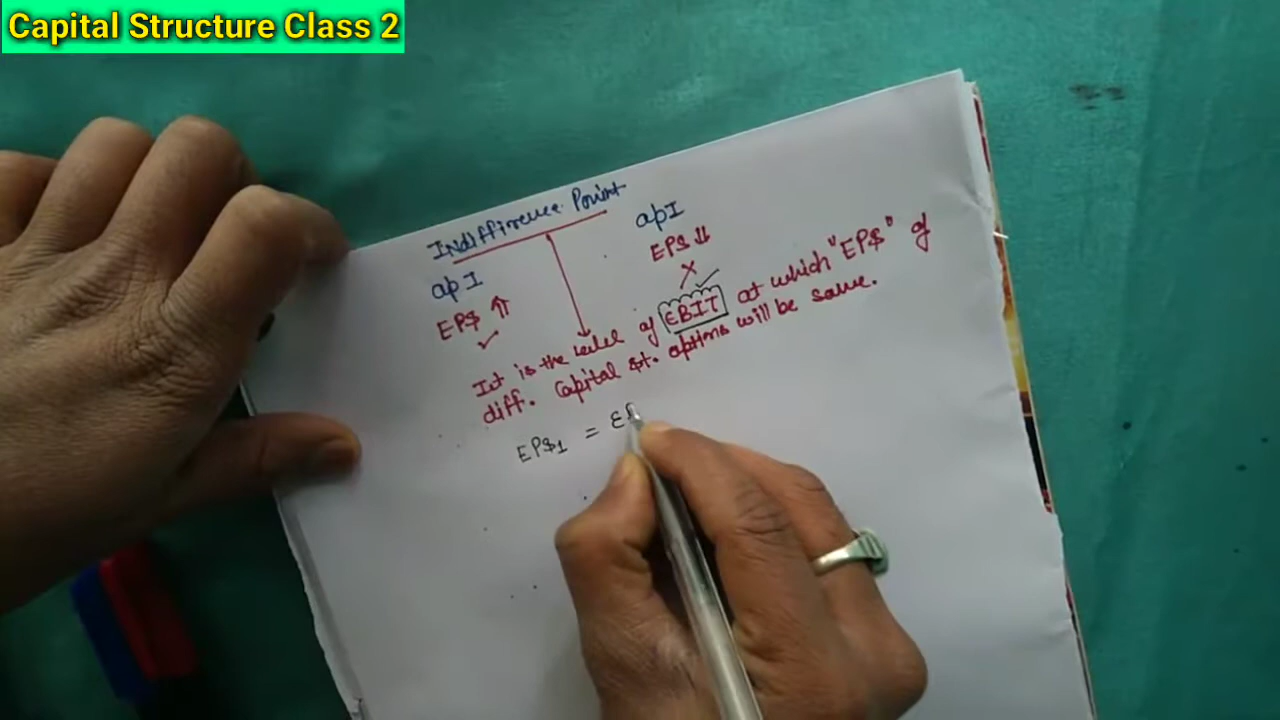 Capital Structure Class 2
Indifference Point
op I
EPS ⇑
✓
op I
EPS ⇓
×
It is the level of EBIT ✓ at which "EPS" of
diff. Capital st. options will be same.
EPS1 = EP